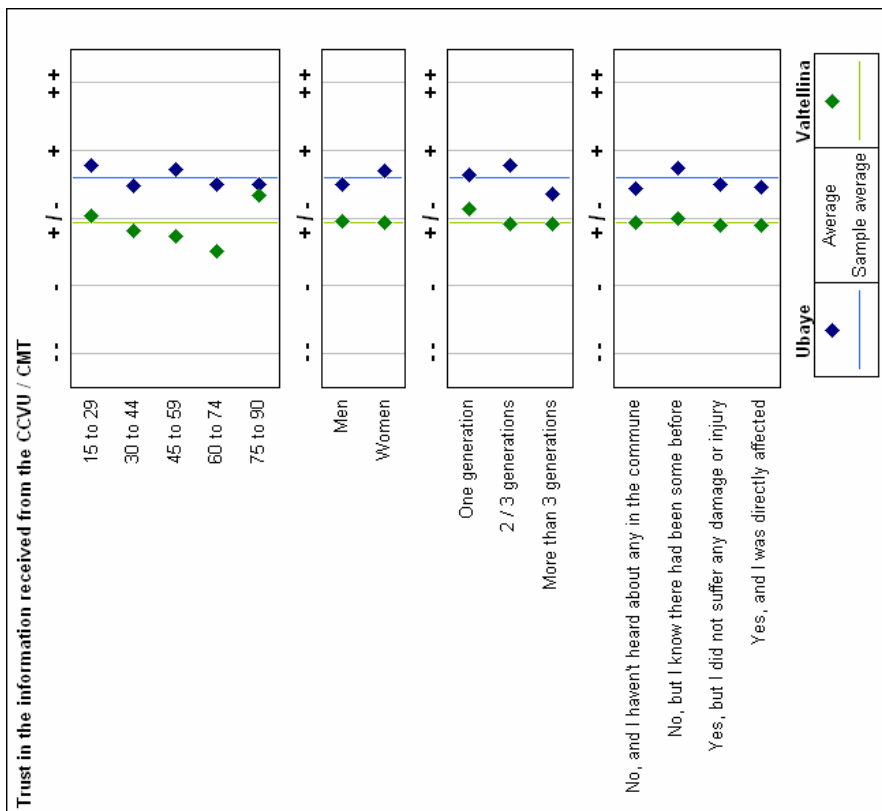 Trust in the information received from the CCVU / CMT
-- - +/- + ++
15 to 29
30 to 44
45 to 59
60 to 74
75 to 90
-- - +/- + ++
Men
Women
-- - +/- + ++
One generation
2 / 3 generations
More than 3 generations
-- - +/- + ++
No, and I haven't heard about any in the commune
No, but I know there had been some before
Yes, but I did not suffer any damage or injury
Yes, and I was directly affected
Ubaye Valtellina
Average
Sample average